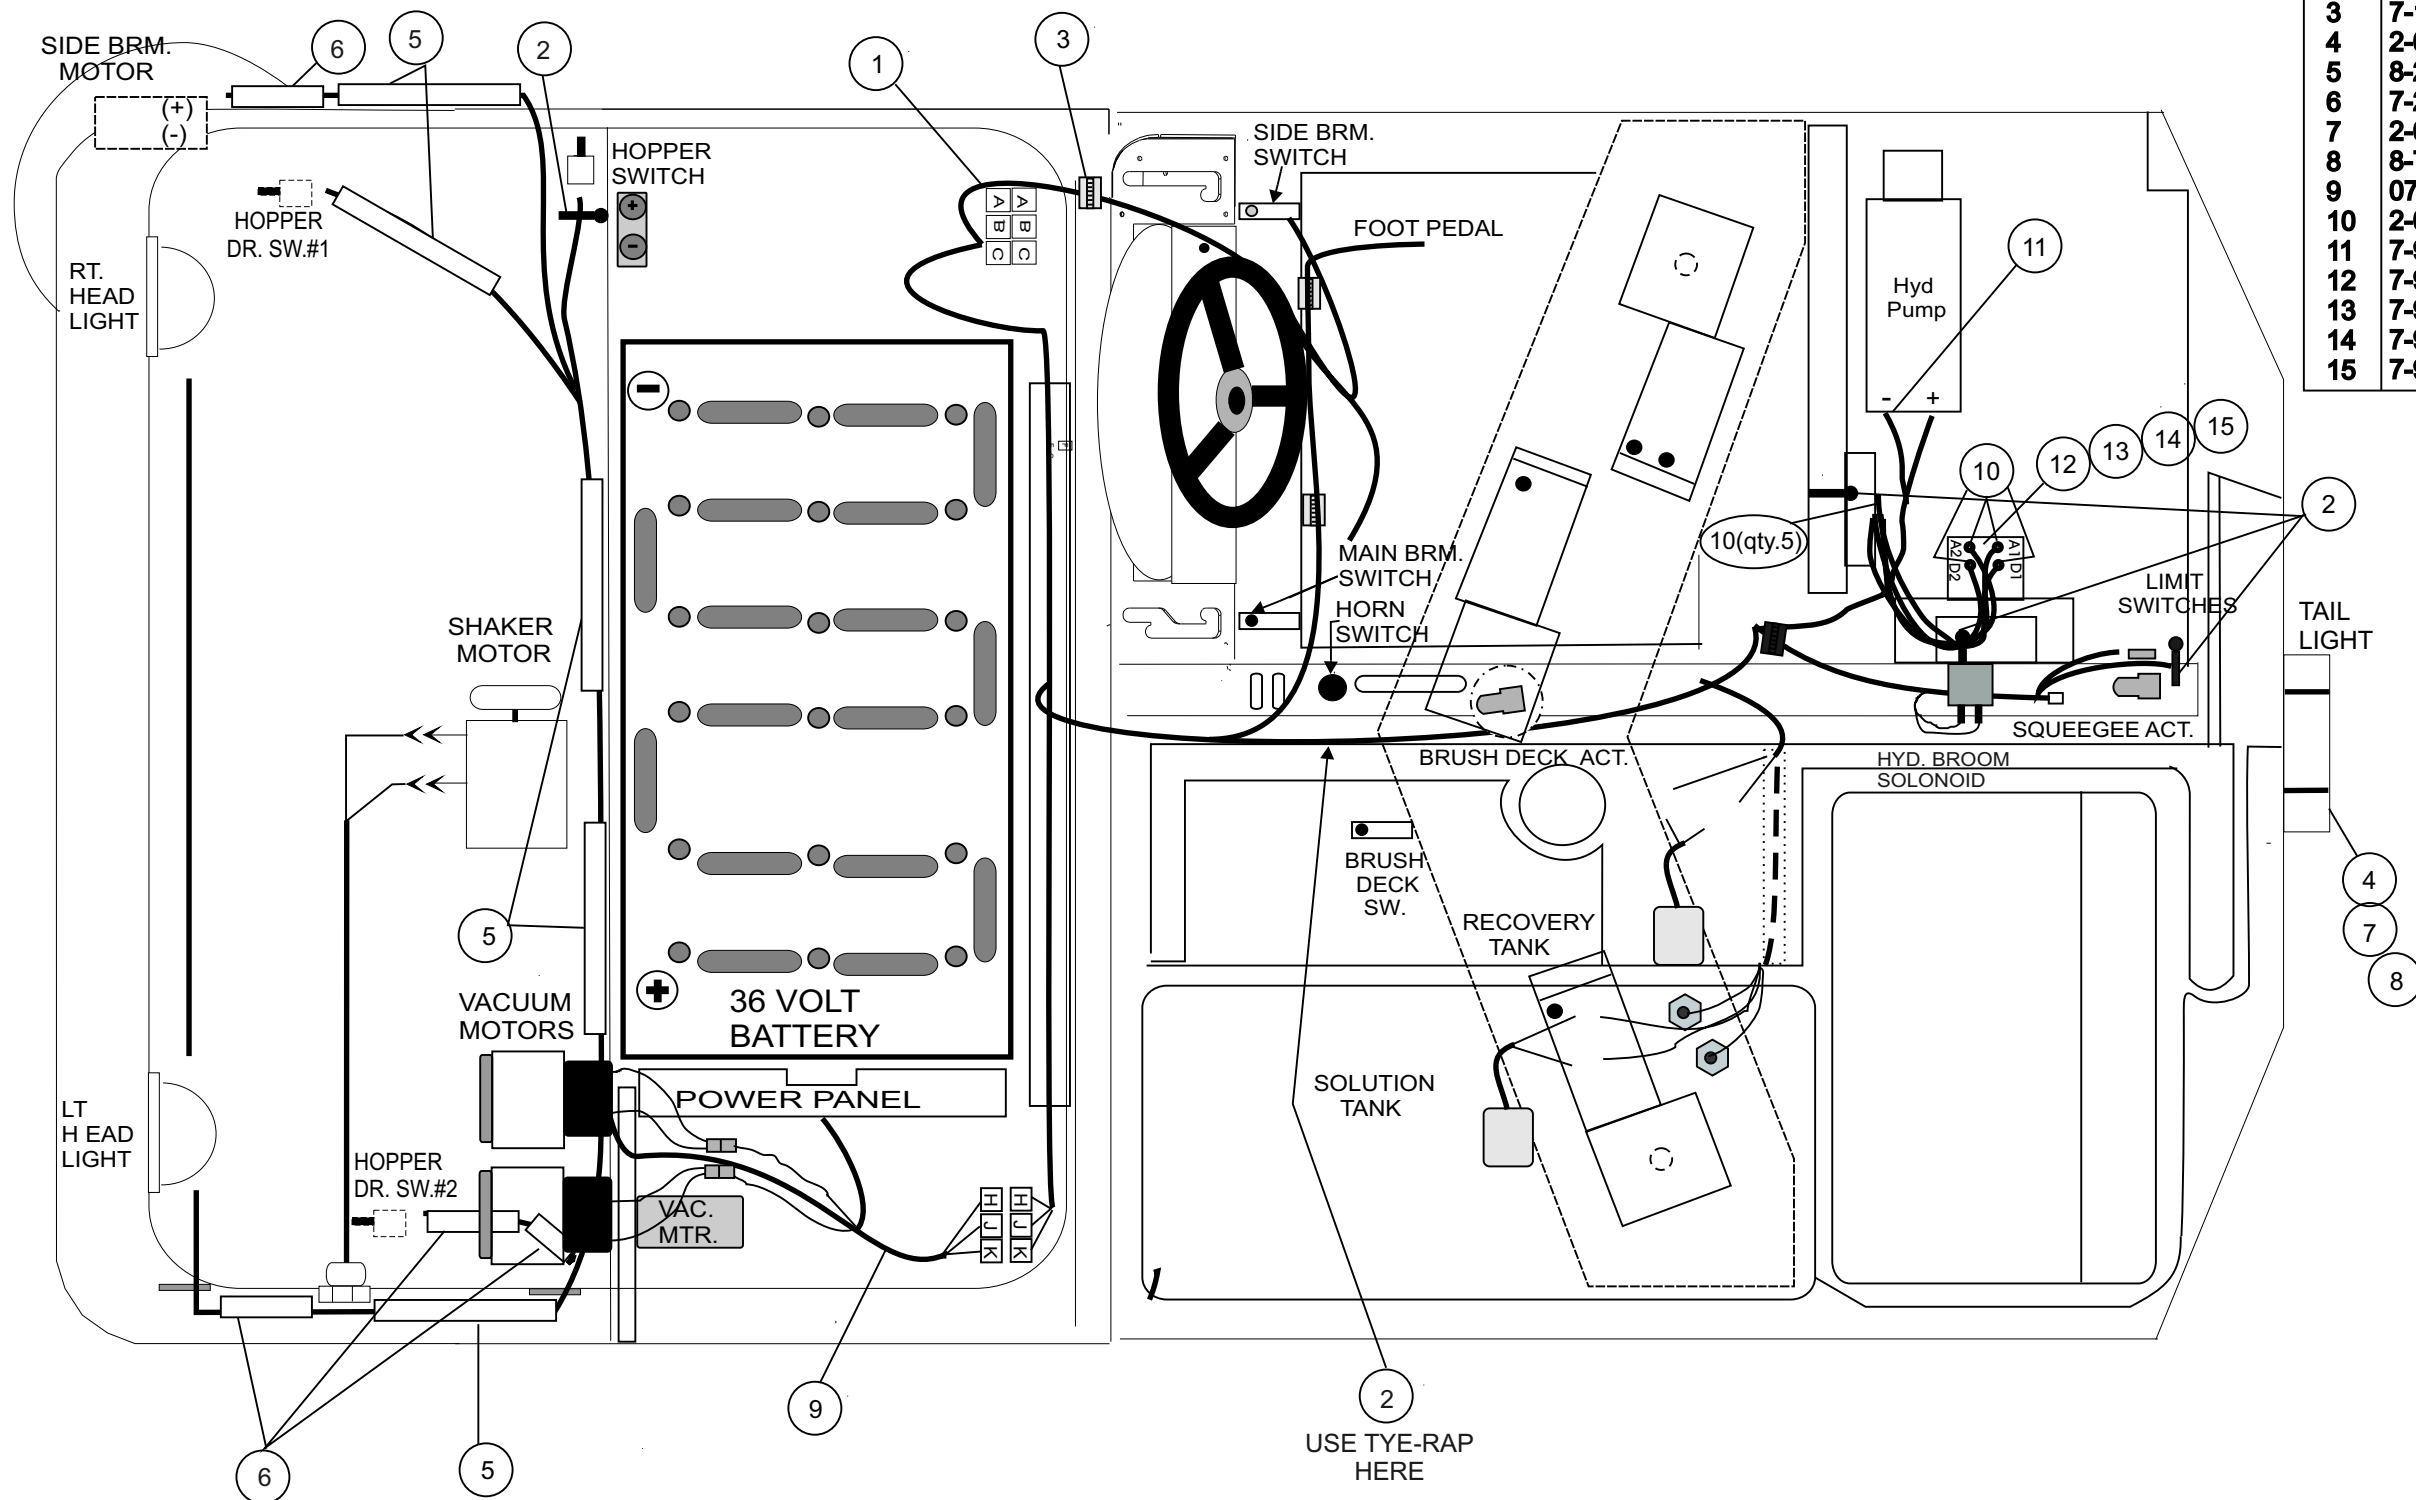 SIDE BRM.
MOTOR
(+)
(-)
6
5
2
1
3
HOPPER
SWITCH
+
-
HOPPER
DR. SW.#1
RT.
HEAD
LIGHT
A A
B B
C C
SIDE BRM.
SWITCH
FOOT PEDAL
Hyd
Pump
- +
11
3
4
5
6
7
8
9
10
11
12
13
14
15
10
12
13
14
15
2
10(qty.5)
A2
D2
A1
D1
MAIN BRM.
SWITCH
HORN
SWITCH
LIMIT
SWITCHES
TAIL
LIGHT
SQUEEGEE ACT.
BRUSH DECK ACT.
HYD. BROOM
SOLONOID
BRUSH
DECK
SW.
RECOVERY
TANK
SOLUTION
TANK
4
7
8
SHAKER
MOTOR
5
VACUUM
MOTORS
-
+
36 VOLT
BATTERY
POWER PANEL
LT
H EAD
LIGHT
HOPPER
DR. SW.#2
VAC.
MTR.
H H
J J
K K
6
5
9
2
USE TYE-RAP
HERE